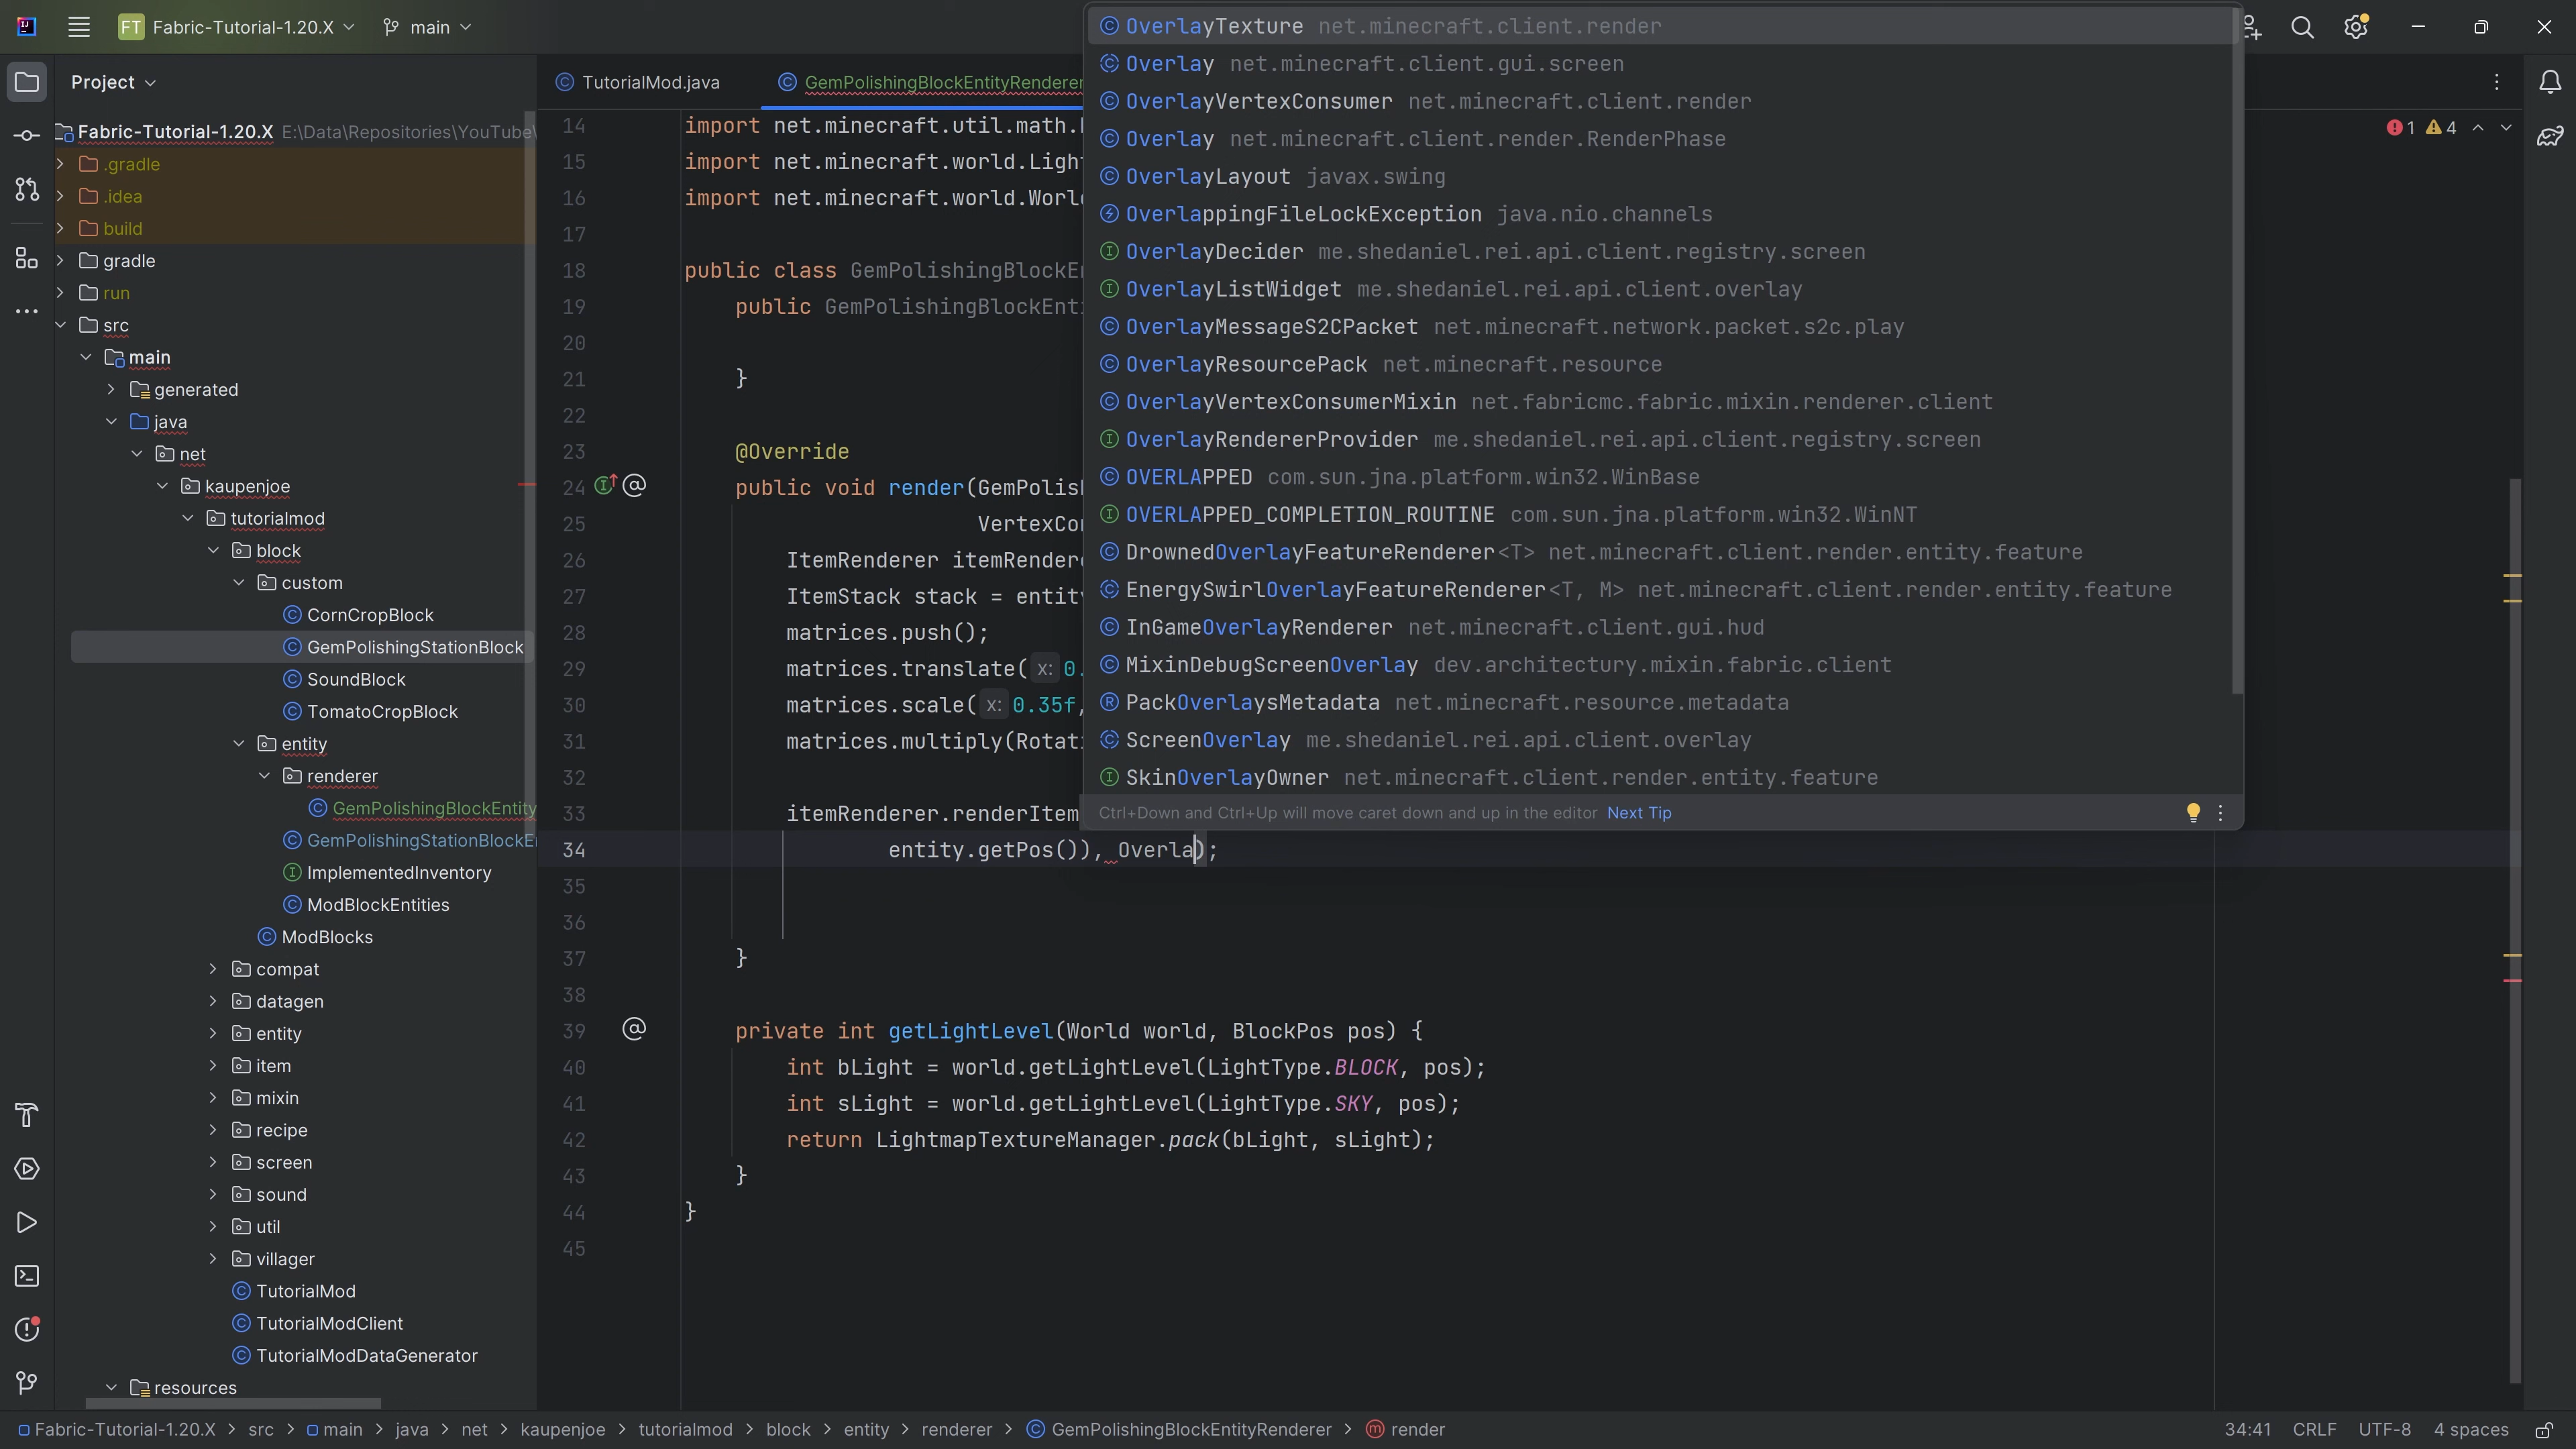 FT Fabric-Tutorial-1.20.X main
Project
TutorialMod.java GemPolishingBlockEntityRenderer
1 4
Fabric-Tutorial-1.20.X E:\Data\Repositories\YouTube\
.gradle
.idea
build
gradle
run
src
main
generated
java
net
kaupenjoe
tutorialmod
block
custom
CornCropBlock
GemPolishingStationBlock
SoundBlock
TomatoCropBlock
entity
renderer
GemPolishingBlockEntity
GemPolishingStationBlockE
ImplementedInventory
ModBlockEntities
ModBlocks
compat
datagen
entity
item
mixin
recipe
screen
sound
util
villager
TutorialMod
TutorialModClient
TutorialModDataGenerator
resources
14 import net.minecraft.util.math.
15 import net.minecraft.world.Ligh
16 import net.minecraft.world.Worl
17
18 public class GemPolishingBlockE
19 public GemPolishingBlockEnt
20
21 }
22
23 @Override
24 public void render(GemPolis
25 VertexCo
26 ItemRenderer itemRender
27 ItemStack stack = entit
28 matrices.push();
29 matrices.translate( x: 0.
30 matrices.scale( x: 0.35f,
31 matrices.multiply(Rotati
32
33 itemRenderer.renderItem
34 entity.getPos()), Overla);
35
36
37 }
38
39 private int getLightLevel(World world, BlockPos pos) {
40 int bLight = world.getLightLevel(LightType.BLOCK, pos);
41 int sLight = world.getLightLevel(LightType.SKY, pos);
42 return LightmapTextureManager.pack(bLight, sLight);
43 }
44 }
45
OverlayTexture net.minecraft.client.render
Overlay net.minecraft.client.gui.screen
OverlayVertexConsumer net.minecraft.client.render
Overlay net.minecraft.client.render.RenderPhase
OverlayLayout javax.swing
OverlappingFileLockException java.nio.channels
OverlayDecider me.shedaniel.rei.api.client.registry.screen
OverlayListWidget me.shedaniel.rei.api.client.overlay
OverlayMessageS2CPacket net.minecraft.network.packet.s2c.play
OverlayResourcePack net.minecraft.resource
OverlayVertexConsumerMixin net.fabricmc.fabric.mixin.renderer.client
OverlayRendererProvider me.shedaniel.rei.api.client.registry.screen
OVERLAPPED com.sun.jna.platform.win32.WinBase
OVERLAPPED_COMPLETION_ROUTINE com.sun.jna.platform.win32.WinNT
DrownedOverlayFeatureRenderer<T> net.minecraft.client.render.entity.feature
EnergySwirlOverlayFeatureRenderer<T, M> net.minecraft.client.render.entity.feature
InGameOverlayRenderer net.minecraft.client.gui.hud
MixinDebugScreenOverlay dev.architectury.mixin.fabric.client
PackOverlaysMetadata net.minecraft.resource.metadata
ScreenOverlay me.shedaniel.rei.api.client.overlay
SkinOverlayOwner net.minecraft.client.render.entity.feature
Ctrl+Down and Ctrl+Up will move caret down and up in the editor Next Tip
Fabric-Tutorial-1.20.X > src > main > java > net > kaupenjoe > tutorialmod > block > entity > renderer > GemPolishingBlockEntityRenderer > render
34:41 CRLF UTF-8 4 spaces